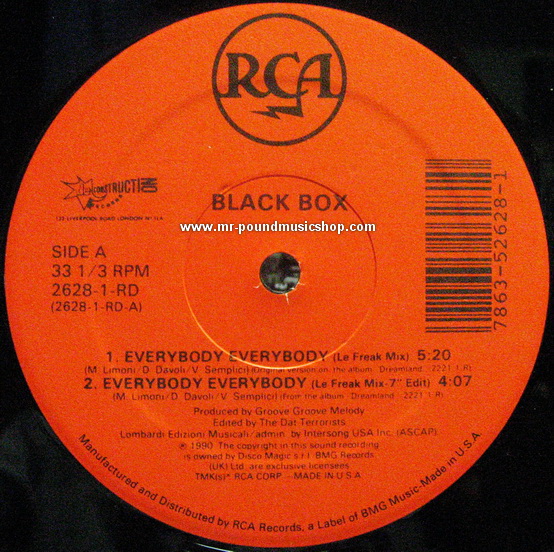 RCA
CONSTRUCTION
RECORDS
BLACK BOX
www.mr-poundmusicshop.com
SIDE A
33 1/3 RPM
2628-1-RD
(2628-1-RD-A)
7863-52628-1
1. EVERYBODY EVERYBODY (Le Freak Mix) 5:20
(M. Limoni/D. Davoli/V. Semplici) (Original version on the album Dreamland 2221-1-R)
2. EVERYBODY EVERYBODY (Le Freak Mix-7" Edit) 4:07
(M. Limoni/D. Davoli/V. Semplici) (from the album Dreamland 2221-1-R)
Produced by Groove Groove Melody
Edited by The Dat Terrorists
Lombardi Edizioni Musicali/admin. by Intersong USA Inc. (ASCAP)
℗ 1990 The copyright in this sound recording
is owned by Disco Magic s.r.l. BMG Records
(UK) Ltd. are exclusive licensees
TMK(s)® RCA CORP - MADE IN U.S.A
Manufactured and Distributed by RCA Records, a Label of BMG Music-Made in U.S.A.